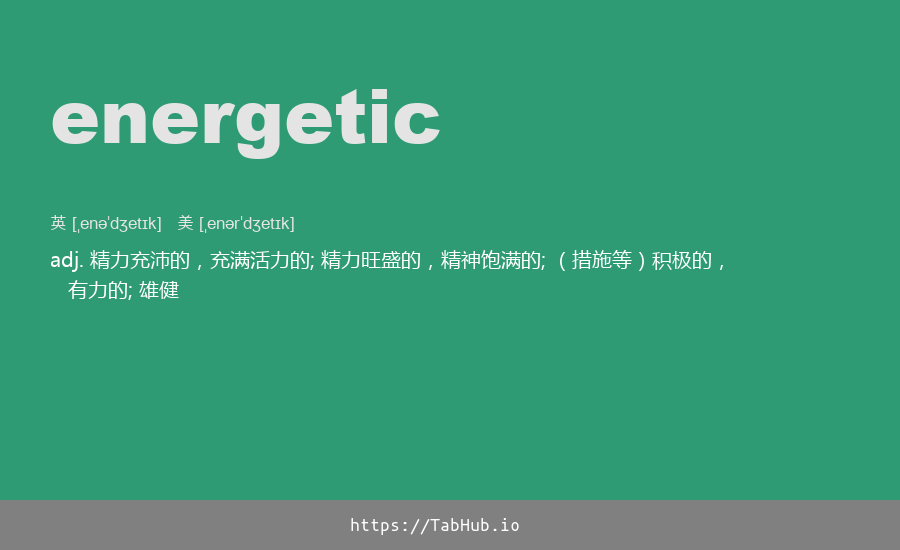 energetic
英 [ˌenəˈdʒetɪk] 美 [ˌenərˈdʒetɪk]
adj. 精力充沛的，充满活力的; 精力旺盛的，精神饱满的; （措施等）积极的，
有力的; 雄健
https://TabHub.io